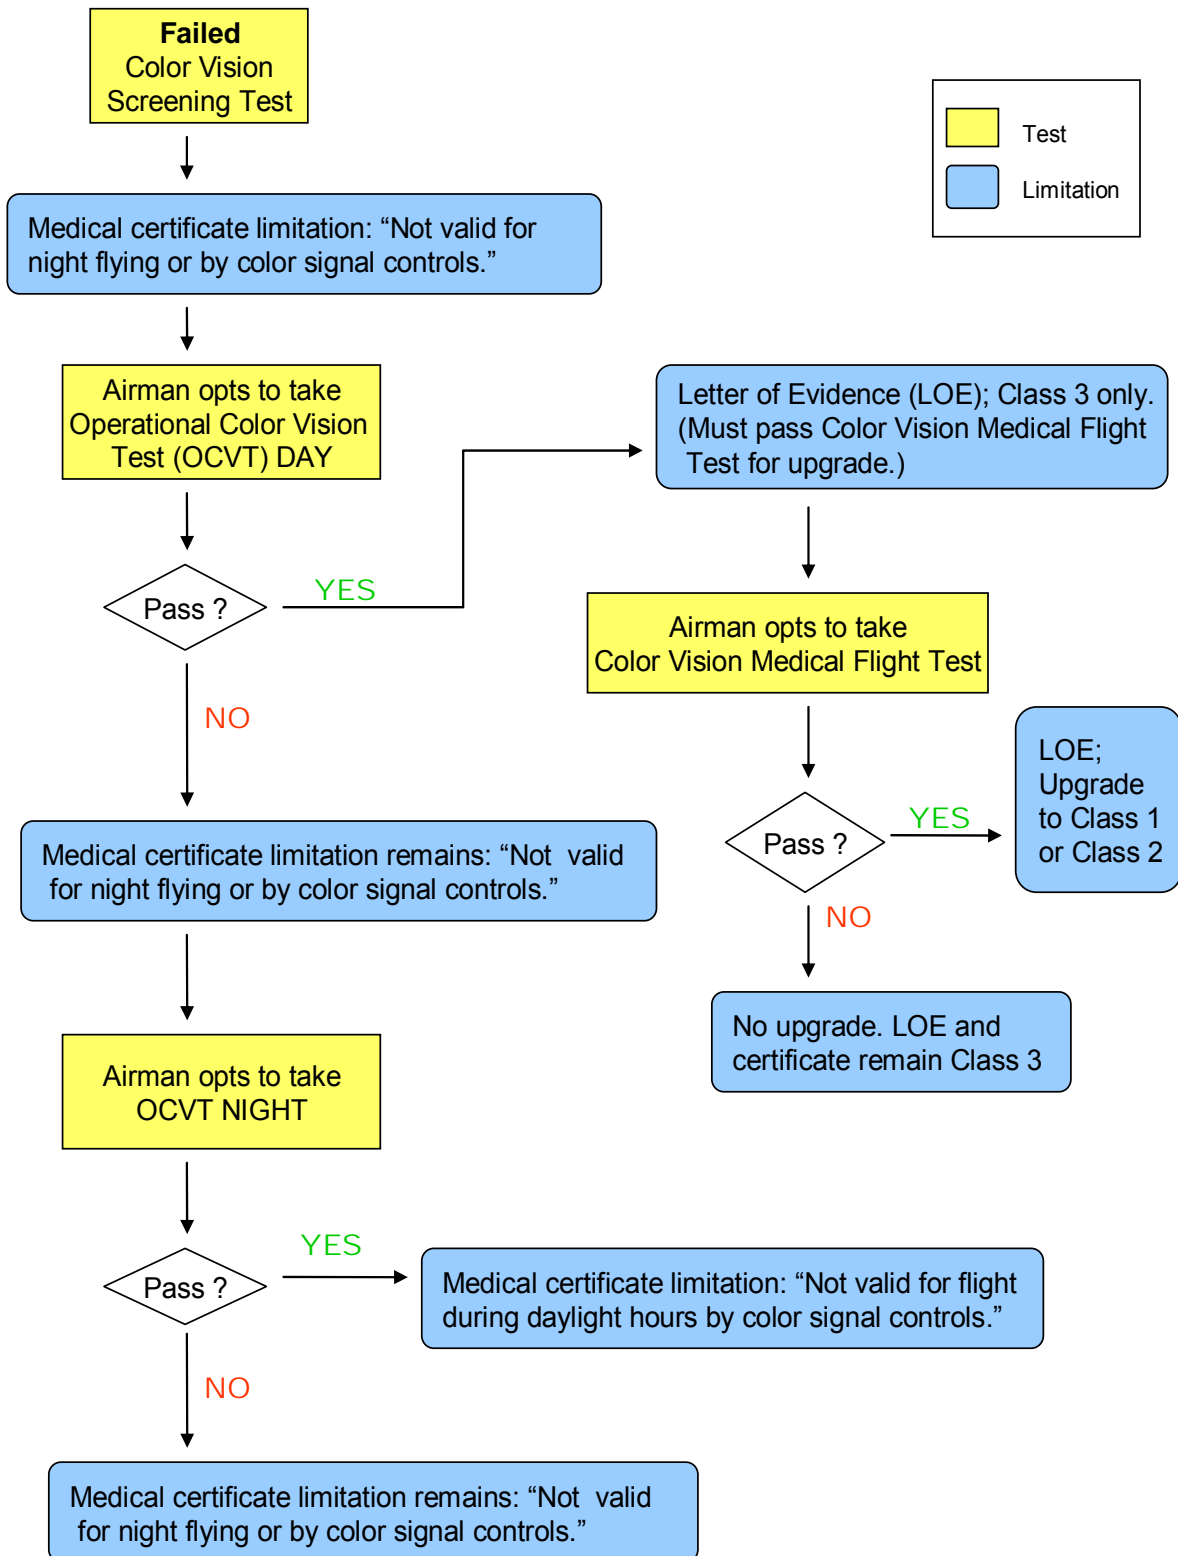 Failed
Color Vision
Screening Test
Test
Limitation
Medical certificate limitation: “Not valid for
night flying or by color signal controls.”
Airman opts to take
Operational Color Vision
Test (OCVT) DAY
Letter of Evidence (LOE); Class 3 only.
(Must pass Color Vision Medical Flight
Test for upgrade.)
Pass ?
YES
NO
Airman opts to take
Color Vision Medical Flight Test
Pass ?
YES
LOE;
Upgrade
to Class 1
or Class 2
NO
No upgrade. LOE and
certificate remain Class 3
Medical certificate limitation remains: “Not valid
for night flying or by color signal controls.”
Airman opts to take
OCVT NIGHT
Pass ?
YES
Medical certificate limitation: “Not valid for flight
during daylight hours by color signal controls.”
NO
Medical certificate limitation remains: “Not valid
for night flying or by color signal controls.”